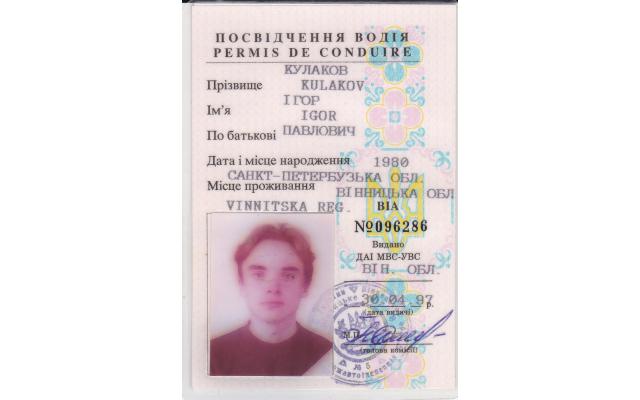 ПОСВІДЧЕННЯ ВОДІЯ
PERMIS DE CONDUIRE
КУЛАКОВ
Прізвище KULAKOV
ІГОР
Ім'я IGOR
По батькові ПАВЛОВИЧ
Дата і місце народження 1980
САНКТ-ПЕТЕРБУЗЬКА ОБЛ.
Місце проживання ВІННИЦЬКА ОБЛ
VINNITSKA REG.
ВІА
№096286
Видано
ДАІ МВС-УВС
ВІН. ОБЛ.
30.04.97 р.
(дата видачі)
М.П.
(голова комісії)